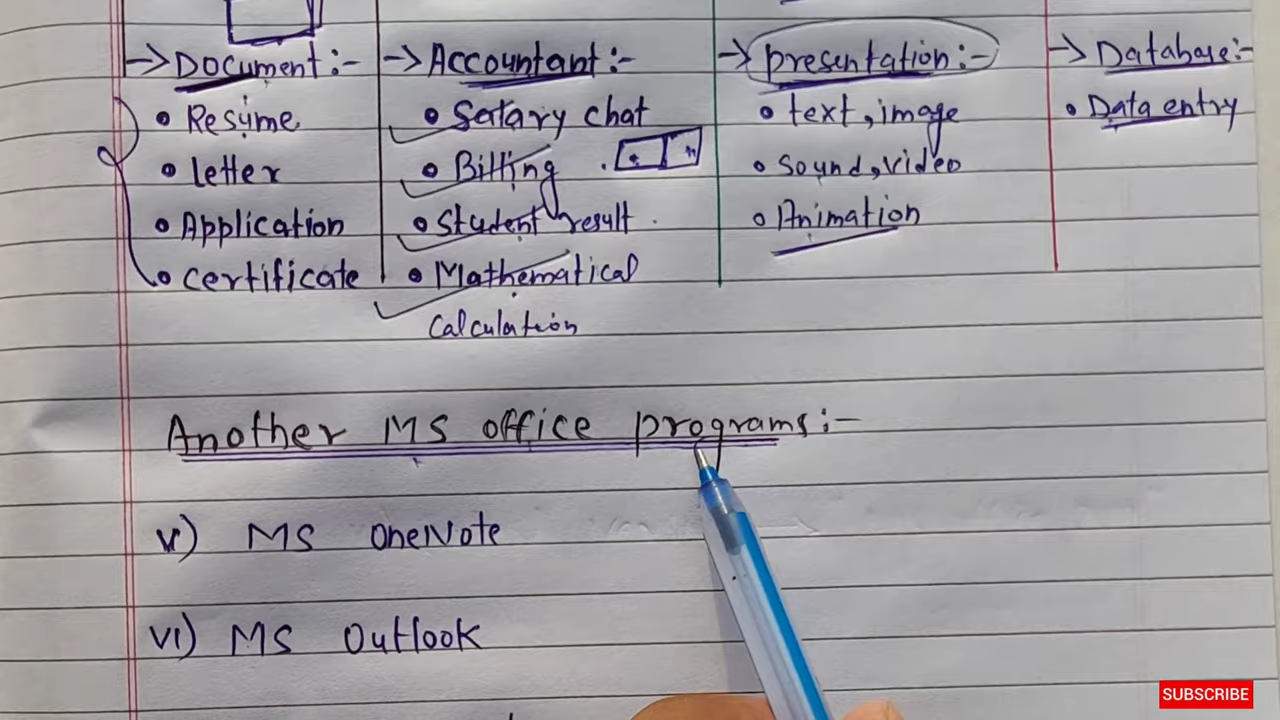 → Document:-
• Resume
• Letter
• Application
• Certificate
→ Accountant:-
• Salary chat
• Billing
• Student result
• Mathematical
Calculation
→ presentation:-
• text, image
• Sound, video
• Animation
→ Database:-
• Data entry
Another MS office programs:-
v) MS OneNote
vi) MS Outlook
SUBSCRIBE